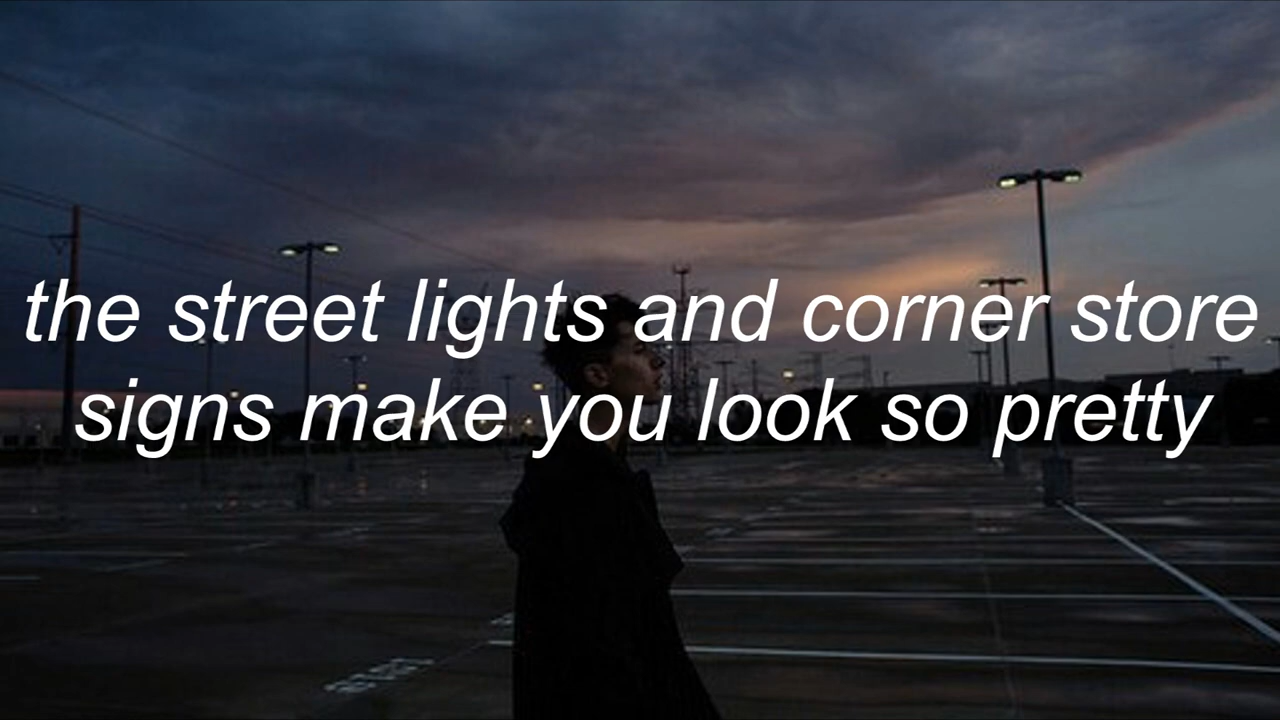 the street lights and corner store
signs make you look so pretty